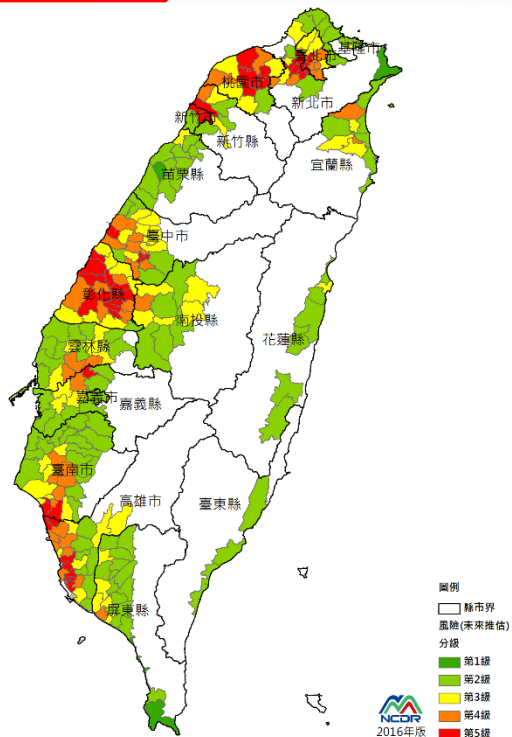 基隆市
臺北市
桃園市
新北市
新竹市
新竹縣
宜蘭縣
苗栗縣
臺中市
彰化縣
南投縣
花蓮縣
雲林縣
嘉義市
嘉義縣
臺南市
高雄市
臺東縣
屏東縣
圖例
縣市界
風險(未來推估)
分級
第1級
第2級
第3級
第4級
第5級
NCDR
2016年版